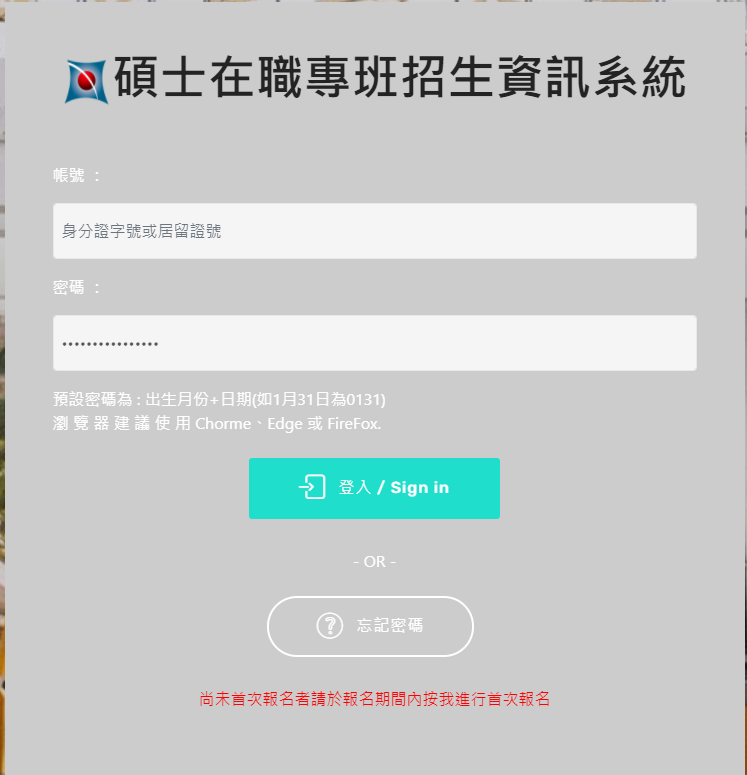 碩士在職專班招生資訊系統
帳號 ：
身分證字號或居留證號
密碼 ：
••••••••••••••••
預設密碼為 : 出生月份+日期(如1月31日為0131)
瀏 覽 器 建 議 使 用 Chorme、Edge 或 FireFox.
登入 / Sign in
- OR -
忘記密碼
尚未首次報名者請於報名期間內按我進行首次報名